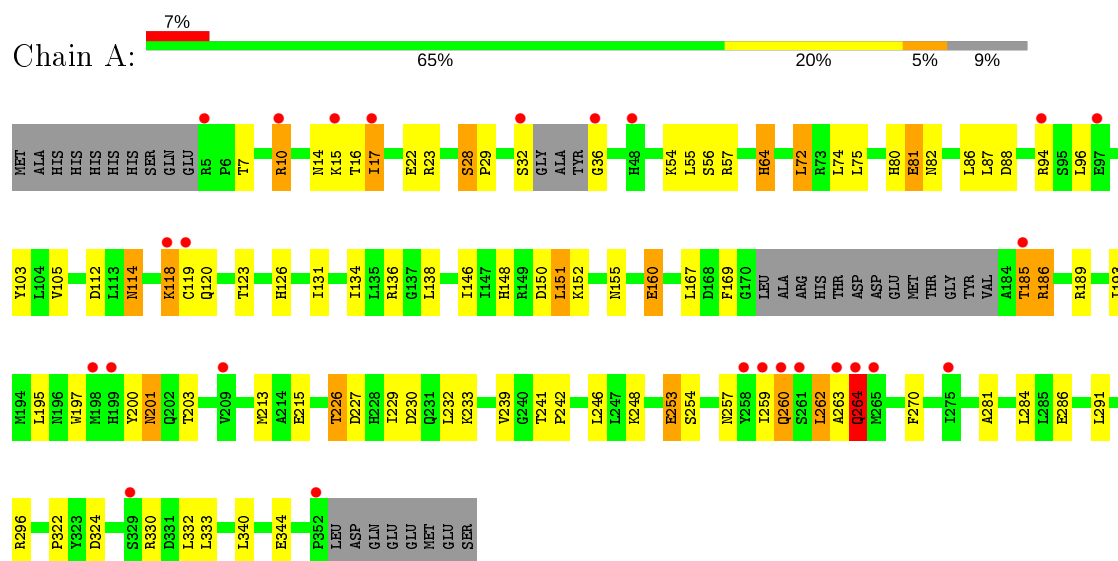 7%
Chain A:
65% 20% 5% 9%
MET ALA HIS HIS HIS HIS HIS HIS SER GLN GLU R5 P6 T7 R10 N14 K15 T16 I17 E22 R23 S28 P29 S32 GLY ALA TYR G36 H48 K54 L55 S56 R57 H64 L72 R73 L74 L75 H80 E81 N82 L86 L87 D88 R94 S95 L96 E97
Y103 L104 V105 D112 L113 N114 K118 C119 Q120 T123 H126 I131 I134 L135 R136 G137 L138 I146 I147 H148 R149 D150 L151 K152 N155 E160 L167 D168 F169 G170 LEU ALA ARG HIS THR ASP ASP GLU MET THR GLY TYR VAL A184 T185 R186 R189 I193
M194 L195 N196 W197 M198 H199 Y200 N201 Q202 T203 V209 M213 A214 E215 T226 D227 H228 I229 D230 Q231 L232 K233 V239 G240 T241 P242 L246 L247 K248 E253 S254 N257 Y258 I259 Q260 S261 L262 A263 Q264 M265 F270 I275 A281 L284 L285 E286 L291
R296 P322 Y323 D324 S329 R330 D331 L332 L333 L340 E344 P352 LEU ASP GLN GLU GLU MET GLU SER